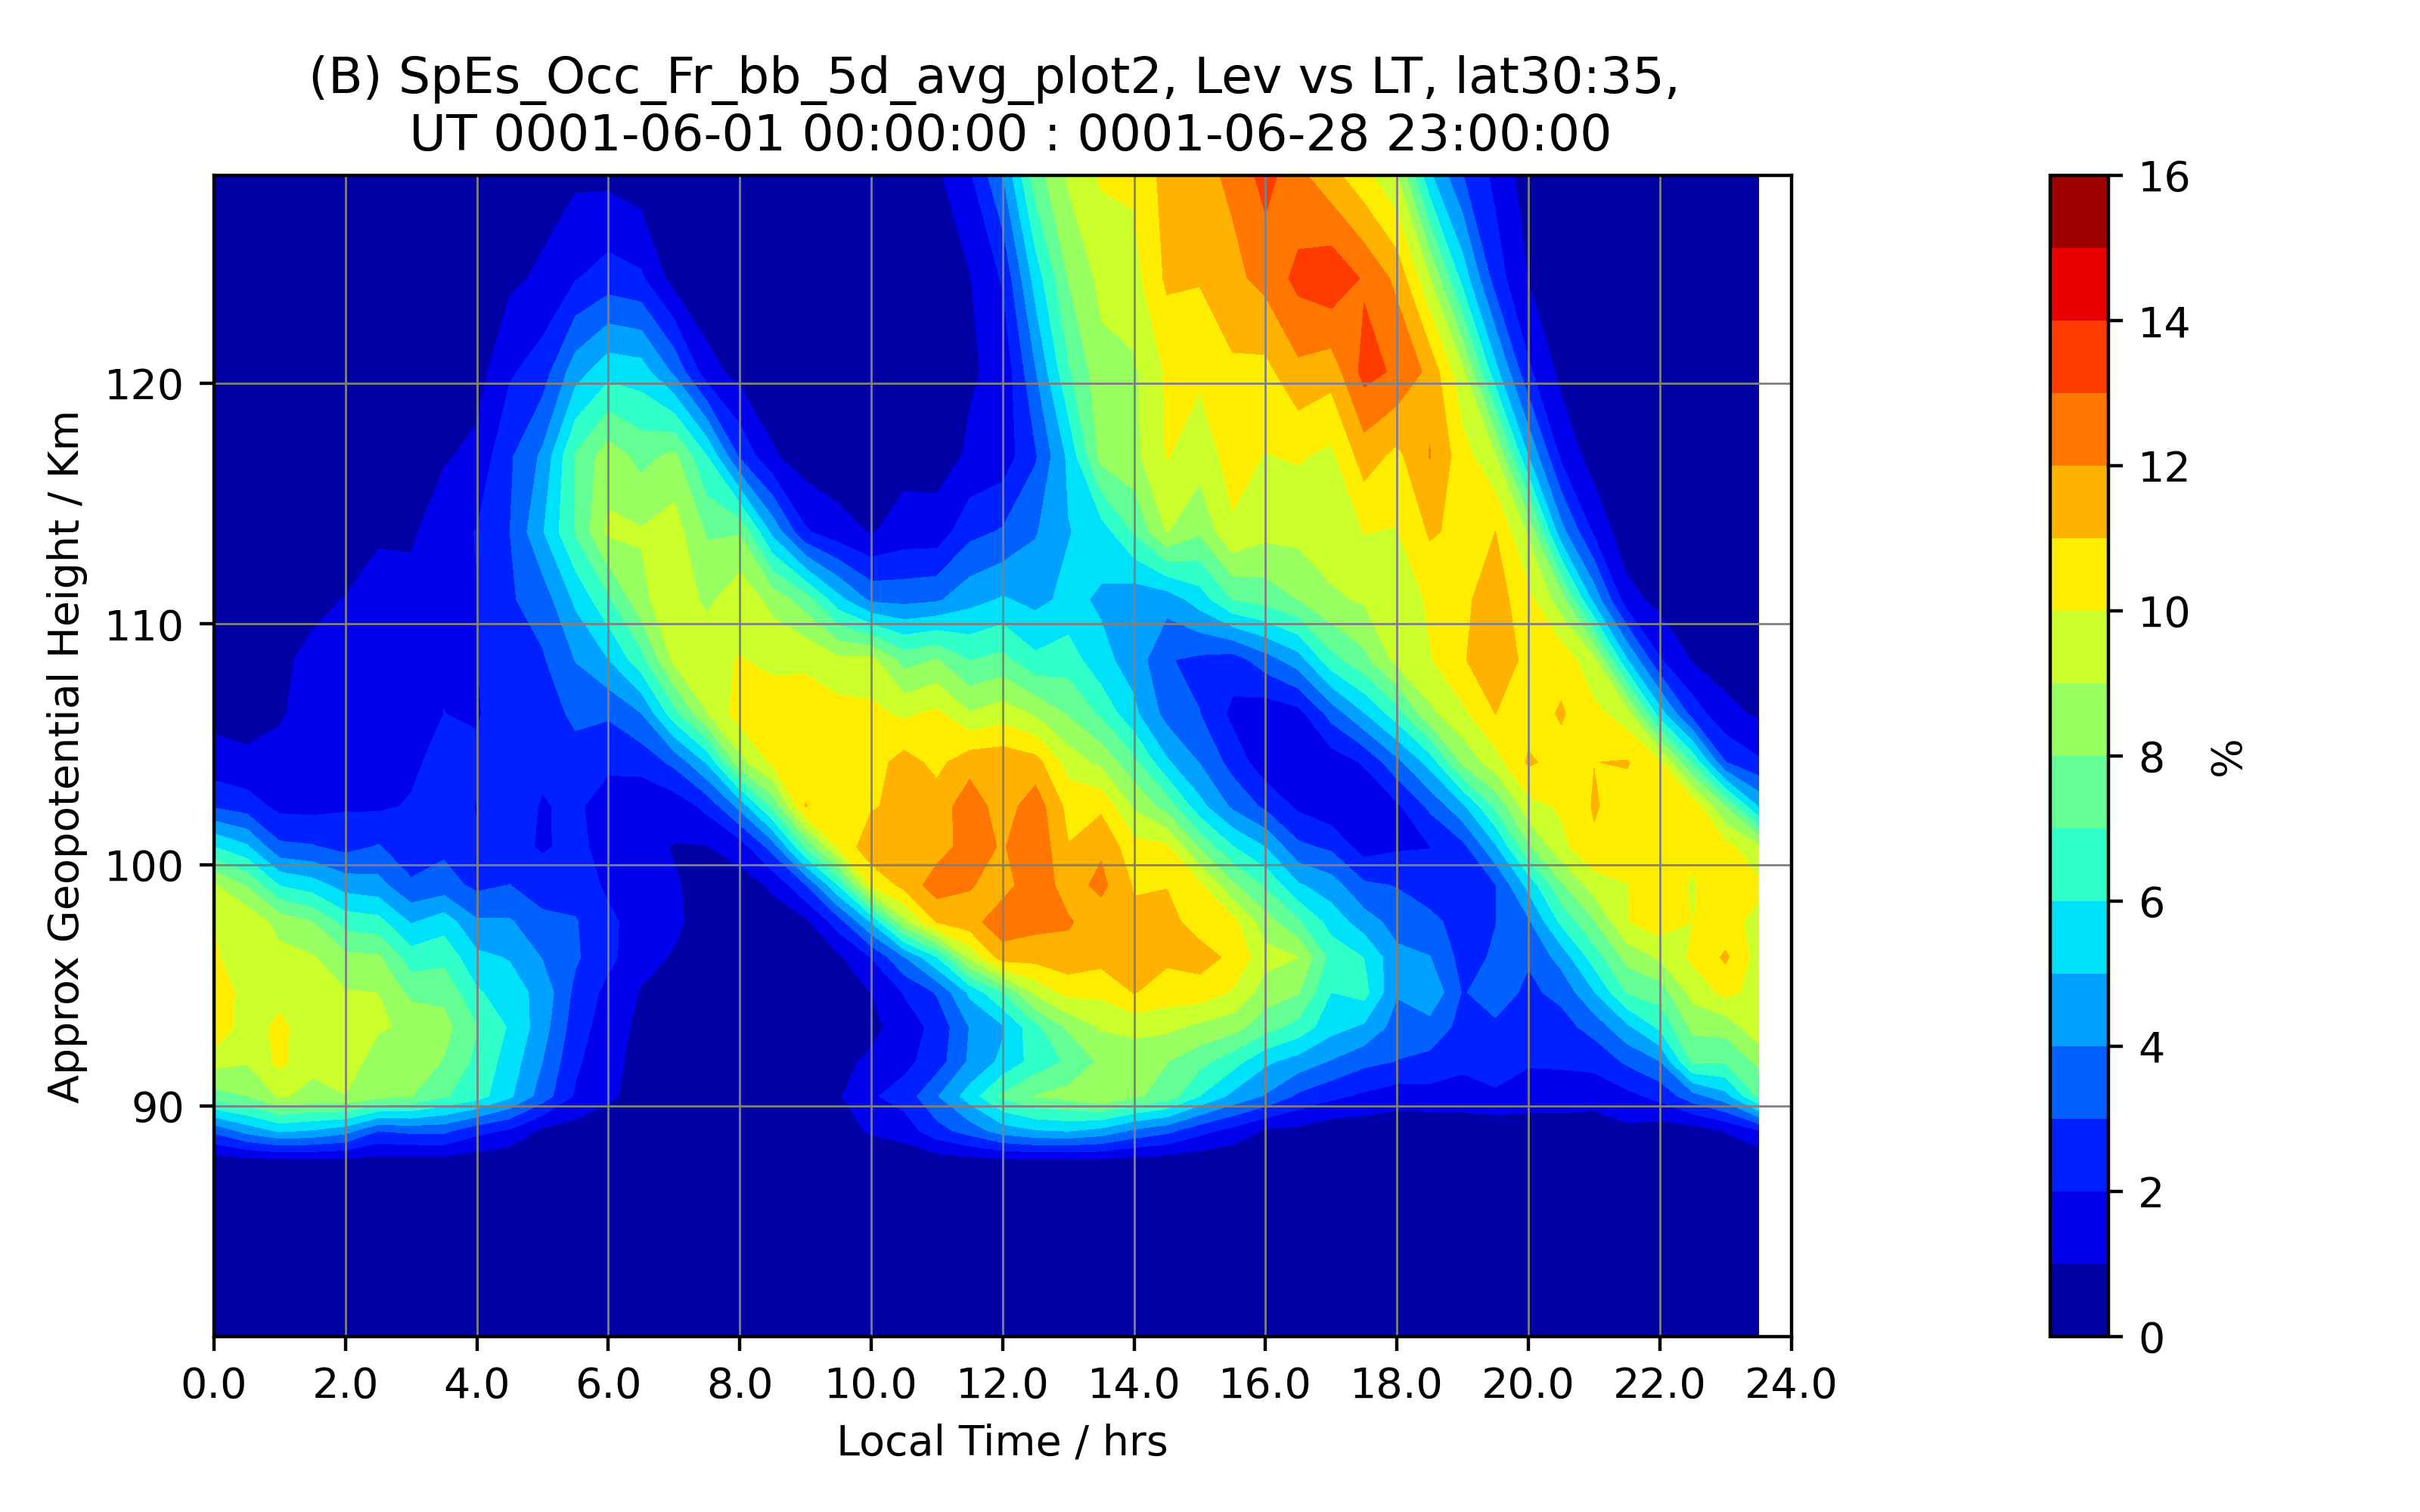 (B) SpEs_Occ_Fr_bb_5d_avg_plot2, Lev vs LT, lat30:35,
UT 0001-06-01 00:00:00 : 0001-06-28 23:00:00
Approx Geopotential Height / Km
120
110
100
90
0.0 2.0 4.0 6.0 8.0 10.0 12.0 14.0 16.0 18.0 20.0 22.0 24.0
Local Time / hrs
16
14
12
10
8
6
4
2
0
%